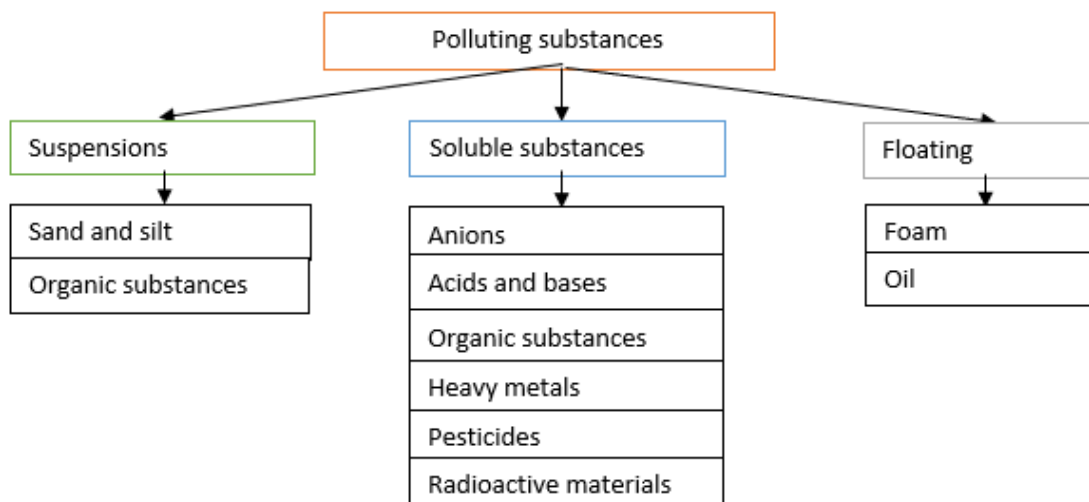 Polluting substances
Suspensions
Soluble substances
Floating
Sand and silt
Organic substances
Anions
Acids and bases
Organic substances
Heavy metals
Pesticides
Radioactive materials
Foam
Oil